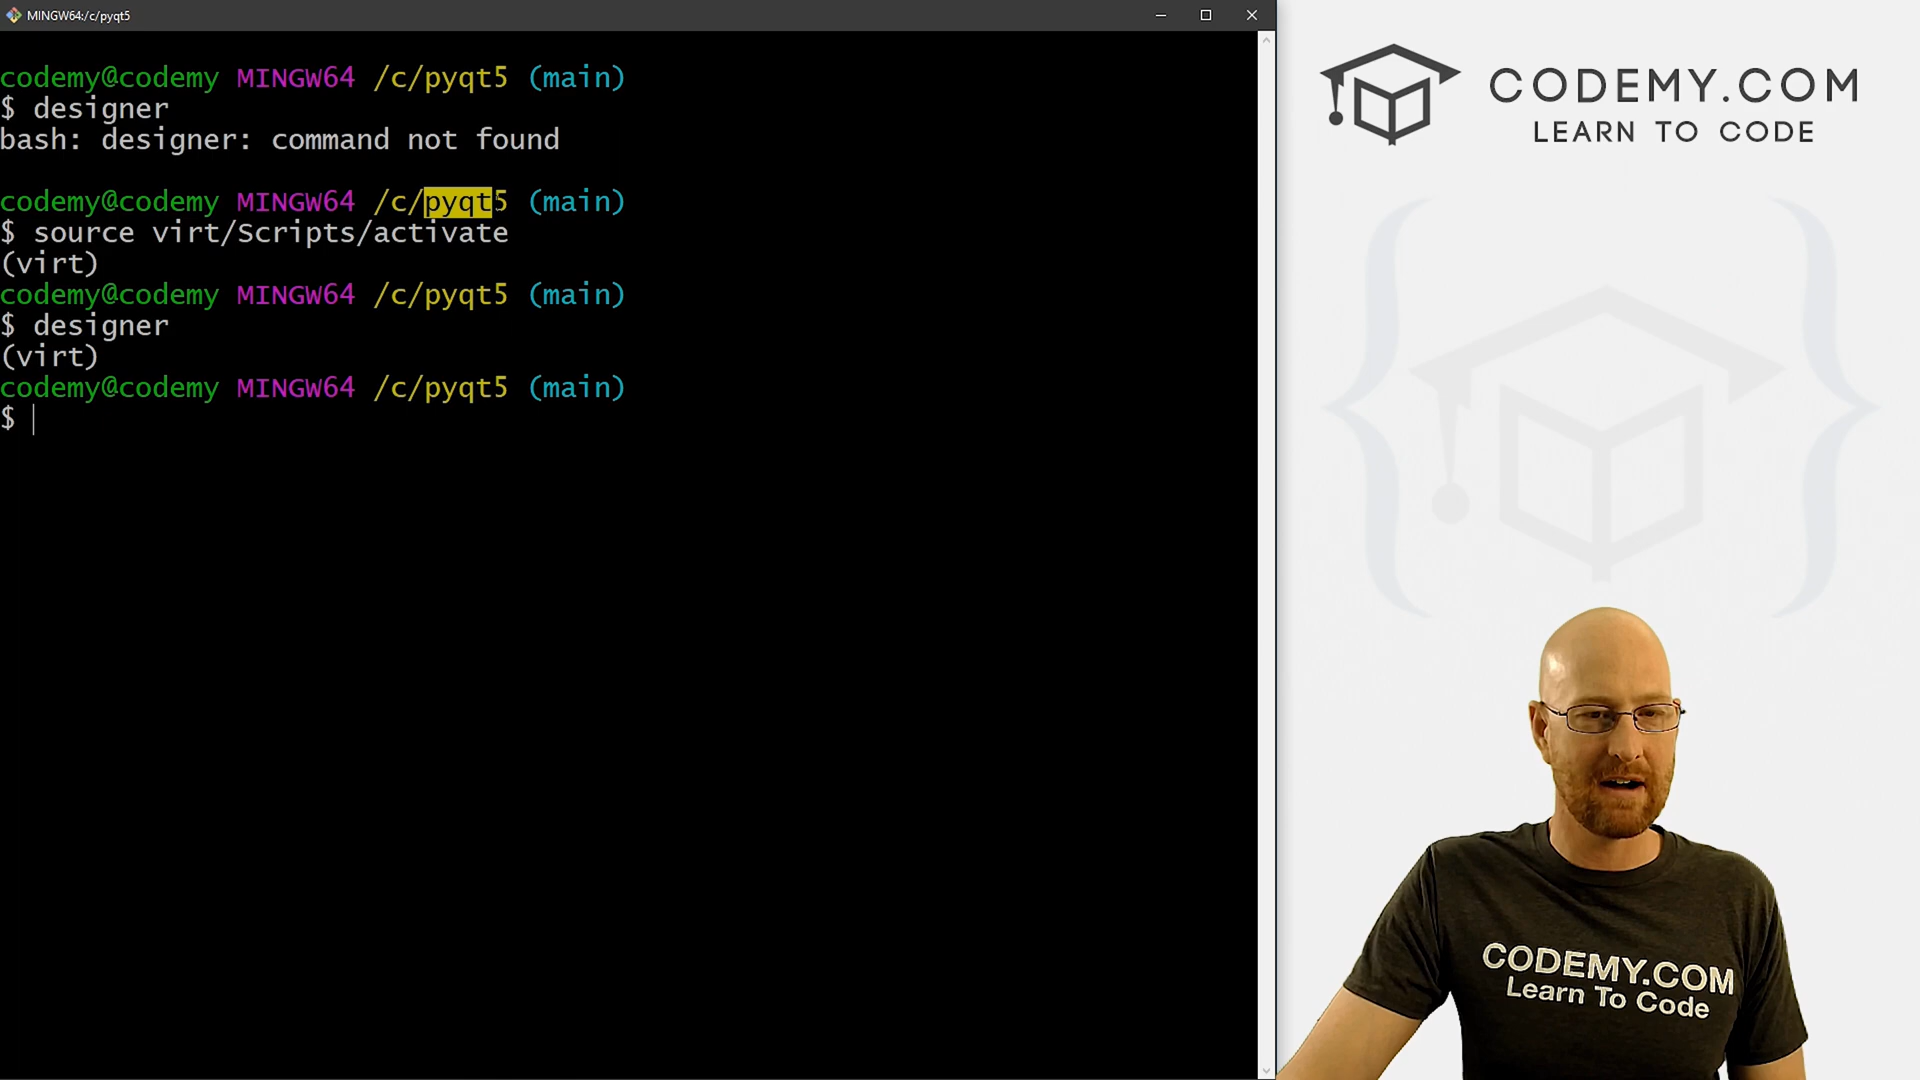 MINGW64:/c/pyqt5
codemy@codemy MINGW64 /c/pyqt5 (main)
$ designer
bash: designer: command not found
codemy@codemy MINGW64 /c/pyqt5 (main)
$ source virt/Scripts/activate
(virt)
codemy@codemy MINGW64 /c/pyqt5 (main)
$ designer
(virt)
codemy@codemy MINGW64 /c/pyqt5 (main)
$
CODEMY.COM
LEARN TO CODE
CODEMY.COM
Learn To Code